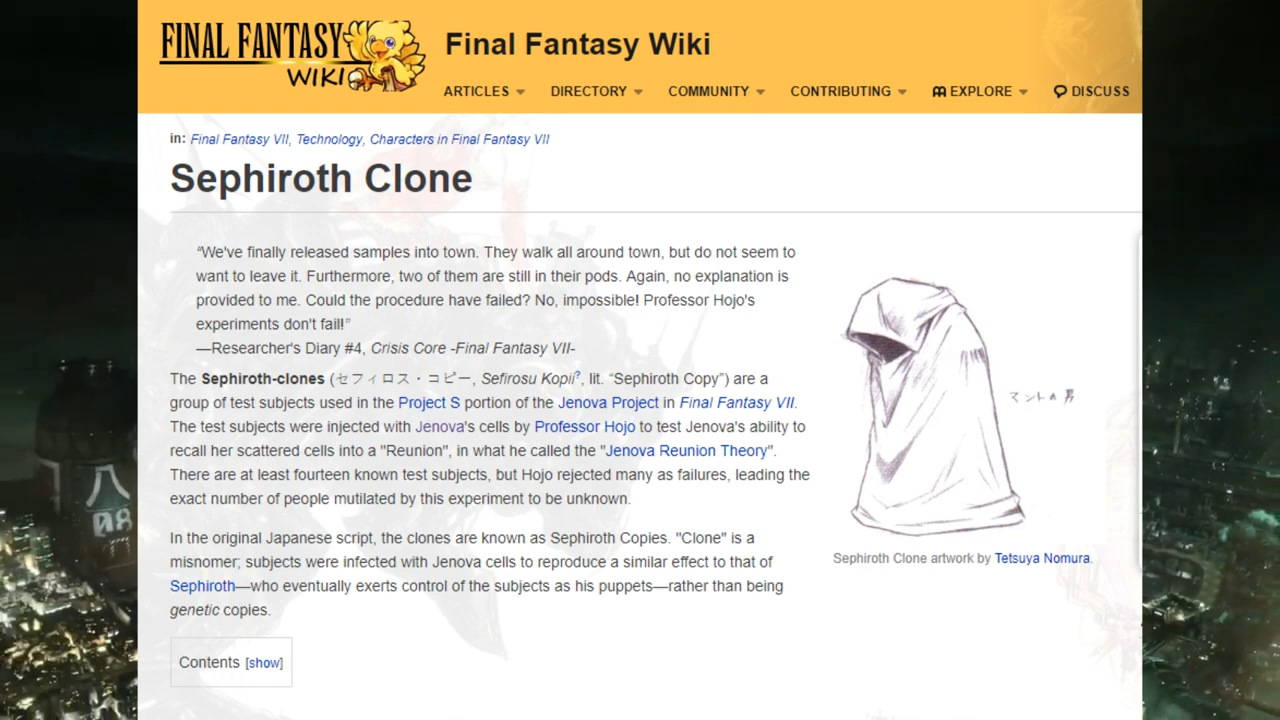 FINAL FANTASY
WIKI
Final Fantasy Wiki
ARTICLES DIRECTORY COMMUNITY CONTRIBUTING EXPLORE DISCUSS
in: Final Fantasy VII, Technology, Characters in Final Fantasy VII
Sephiroth Clone
“We've finally released samples into town. They walk all around town, but do not seem to
want to leave it. Furthermore, two of them are still in their pods. Again, no explanation is
provided to me. Could the procedure have failed? No, impossible! Professor Hojo's
experiments don't fail!”
—Researcher's Diary #4, Crisis Core -Final Fantasy VII-
The Sephiroth-clones (セフィロス・コピー, Sefirosu Kopii?, lit. “Sephiroth Copy”) are a
group of test subjects used in the Project S portion of the Jenova Project in Final Fantasy VII.
The test subjects were injected with Jenova's cells by Professor Hojo to test Jenova's ability to
recall her scattered cells into a "Reunion", in what he called the "Jenova Reunion Theory".
There are at least fourteen known test subjects, but Hojo rejected many as failures, leading the
exact number of people mutilated by this experiment to be unknown.
In the original Japanese script, the clones are known as Sephiroth Copies. "Clone" is a
misnomer; subjects were infected with Jenova cells to reproduce a similar effect to that of
Sephiroth—who eventually exerts control of the subjects as his puppets—rather than being
genetic copies.
Contents [show]
マントの男
Sephiroth Clone artwork by Tetsuya Nomura.
八
08